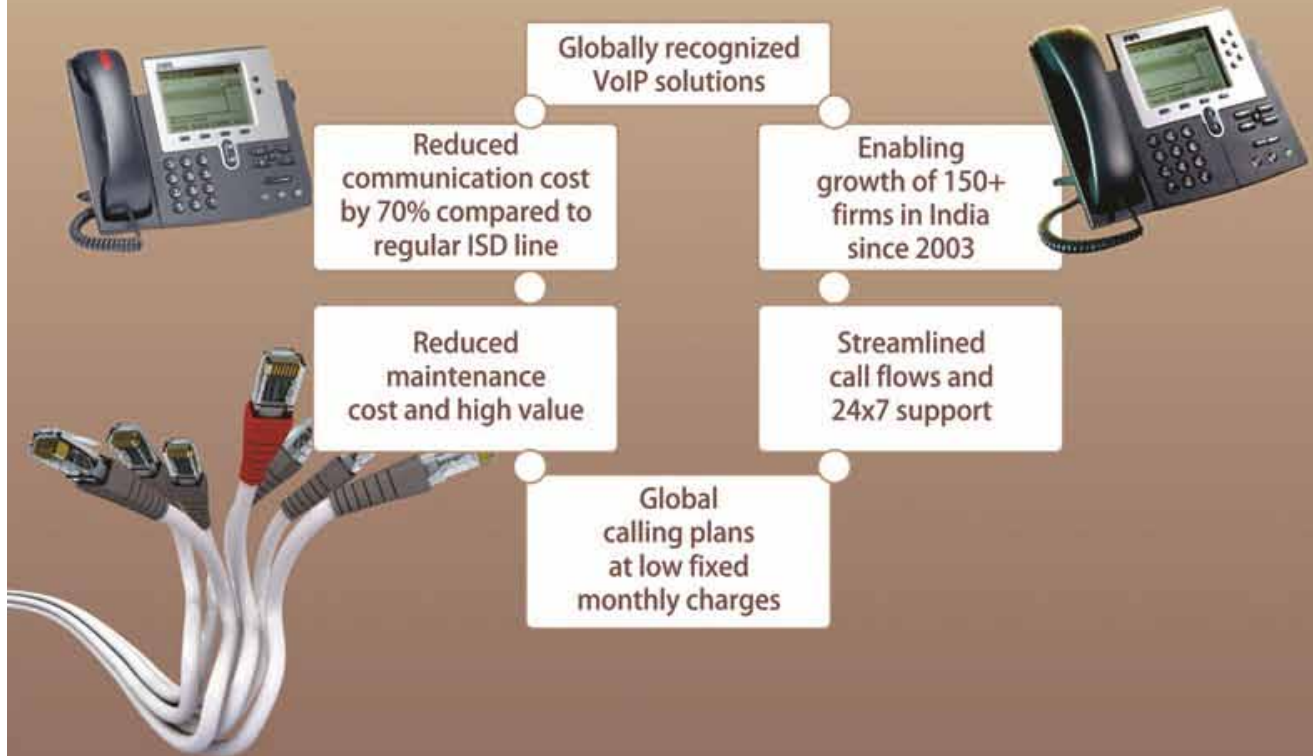 Globally recognized
VoIP solutions
Reduced
communication cost
by 70% compared to
regular ISD line
Enabling
growth of 150+
firms in India
since 2003
Reduced
maintenance
cost and high value
Streamlined
call flows and
24x7 support
Global
calling plans
at low fixed
monthly charges